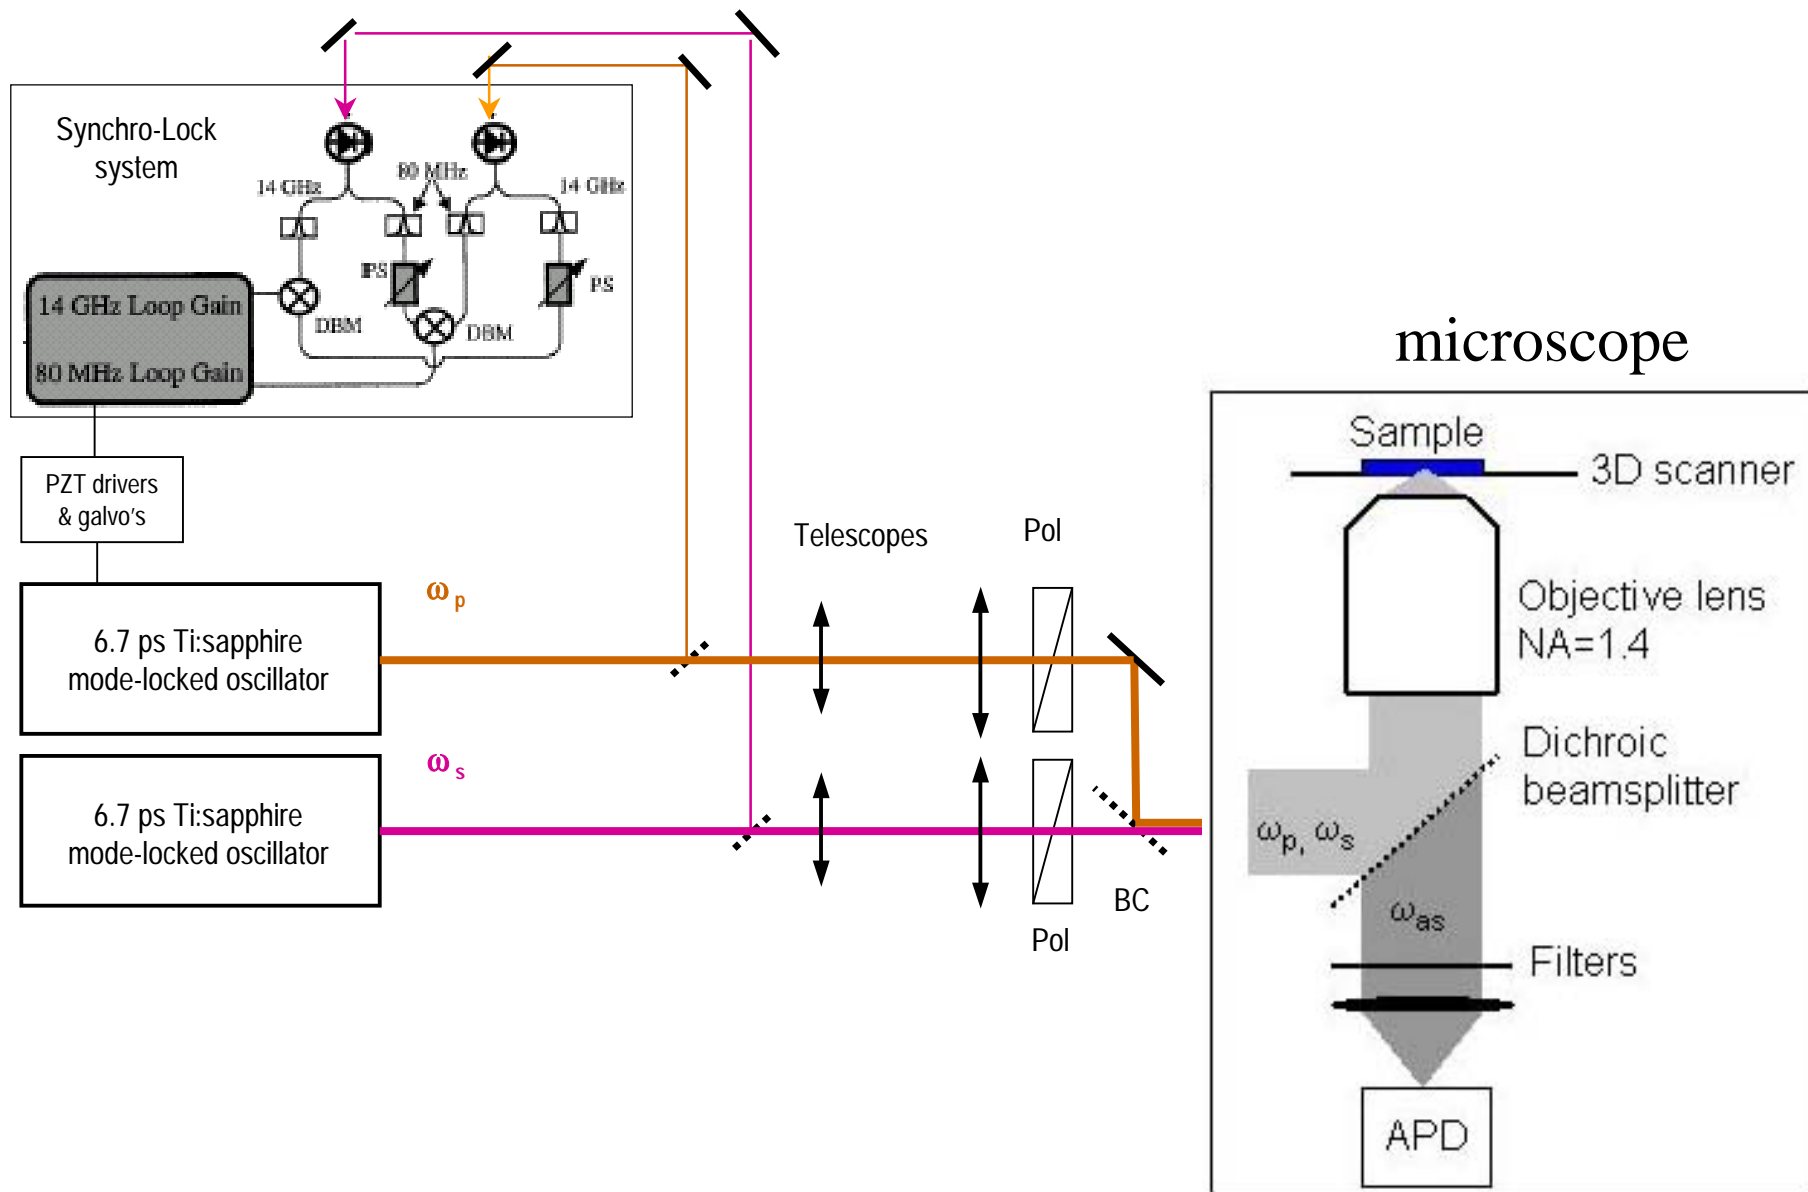 Synchro-Lock
system
14 GHz
80 MHz
14 GHz
PS
PS
14 GHz Loop Gain
DBM
DBM
80 MHz Loop Gain
PZT drivers
& galvo's
6.7 ps Ti:sapphire
mode-locked oscillator
ωp
6.7 ps Ti:sapphire
mode-locked oscillator
ωs
Telescopes
Pol
Pol
BC
microscope
Sample
3D scanner
Objective lens
NA=1.4
Dichroic
beamsplitter
ωp, ωs
ωas
Filters
APD